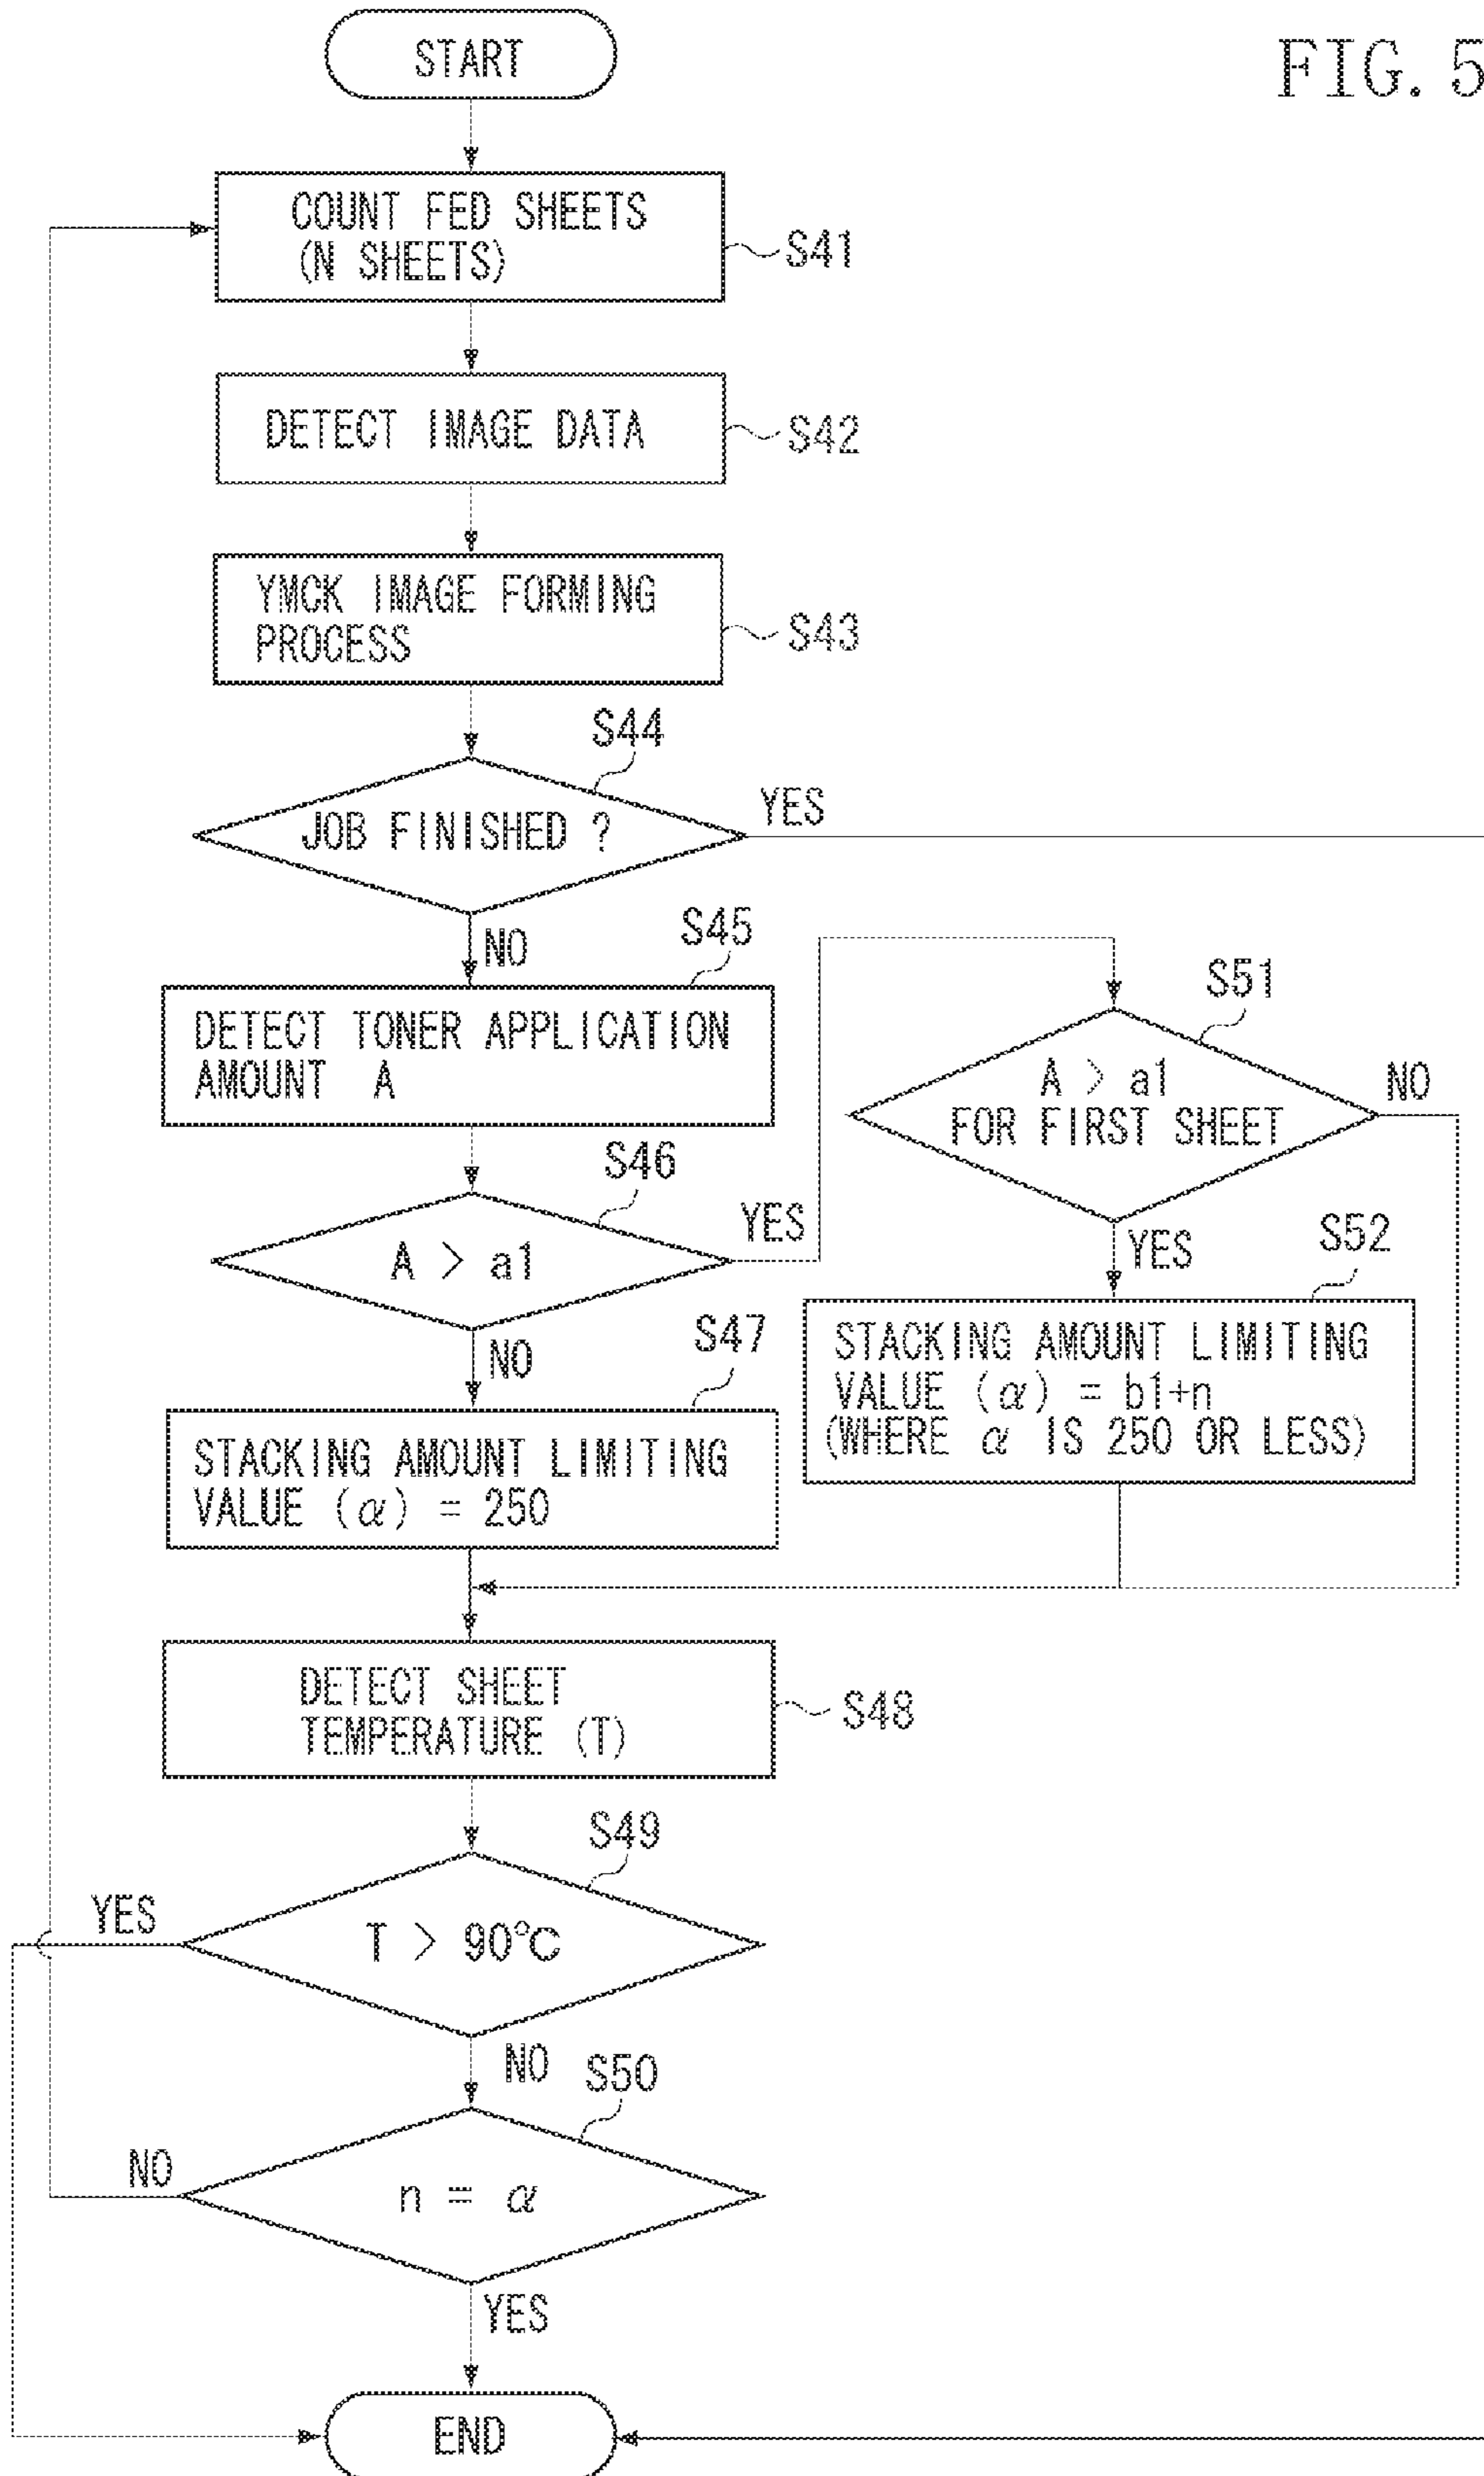 FIG. 5
START
COUNT FED SHEETS
(N SHEETS)
S41
DETECT IMAGE DATA
S42
YMCK IMAGE FORMING
PROCESS
S43
S44
JOB FINISHED ?
YES
NO
S45
DETECT TONER APPLICATION
AMOUNT A
S46
A > a1
YES
NO
S51
A > a1
FOR FIRST SHEET
NO
YES
S52
STACKING AMOUNT LIMITING
VALUE (α) = b1+n
(WHERE α IS 250 OR LESS)
S47
STACKING AMOUNT LIMITING
VALUE (α) = 250
DETECT SHEET
TEMPERATURE (T)
S48
S49
T > 90°C
YES
NO
S50
n = α
NO
YES
END